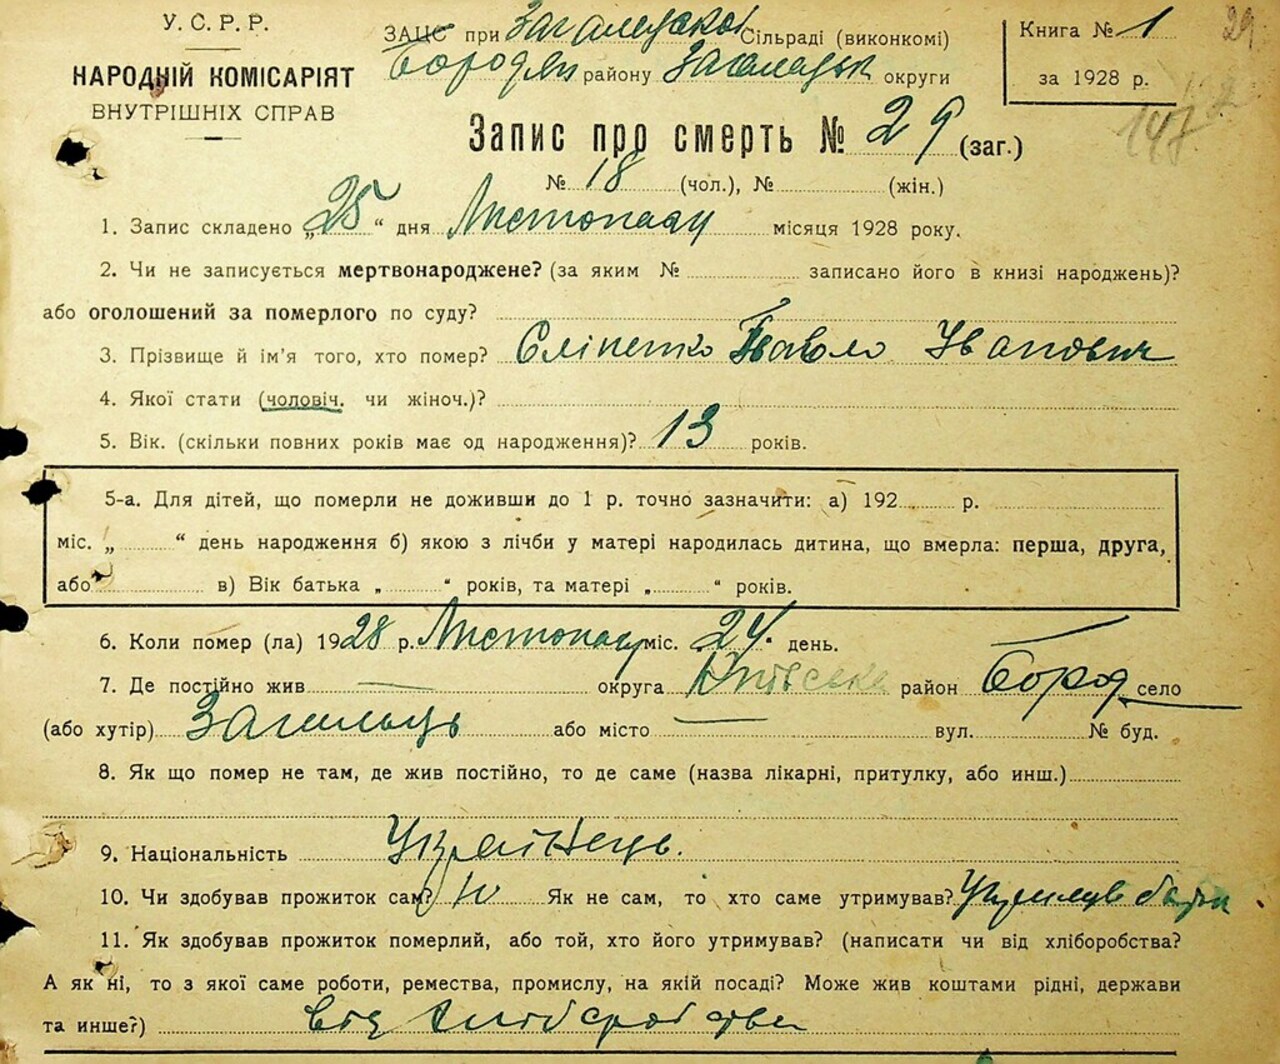 У. С. Р. Р.
НАРОДНІЙ КОМІСАРІЯТ
ВНУТРІШНІХ СПРАВ
ЗАЦС при Загалецької Сільраді (виконкомі)
Бородян району округи
Книга № 1
за 1928 р.
29
147
Запис про смерть № 29 (заг.)
№ 18 (чол.), № (жін.)
1. Запис складено „25“ дня Листопаду місяця 1928 року.
2. Чи не записується мертвонароджене? (за яким № записано його в книзі народжень)?
або оголошений за померлого по суду?
3. Прізвище й ім'я того, хто помер? Сліпенко Павло Іванович
4. Якої стати (чоловіч. чи жіноч.)?
5. Вік. (скільки повних років має од народження)? 13 років.
5-а. Для дітей, що померли не доживши до 1 р. точно зазначити: а) 192 р.
міс. „ “ день народження б) якою з лічби у матері народилась дитина, що вмерла: перша, друга,
або в) Вік батька „ “ років, та матері „ “ років.
6. Коли помер (ла) 1928 р. Листопаду міс. 24. день.
7. Де постійно жив — округа Київська район Бород село
(або хутір) Загальць або місто — вул. № буд.
8. Як що помер не там, де жив постійно, то де саме (назва лікарні, притулку, або инш.)
9. Національність Українець.
10. Чи здобував прожиток сам? Ні Як не сам, то хто саме утримував?
11. Як здобував прожиток померлий, або той, хто його утримував? (написати чи від хліборобства?
А як ні, то з якої саме роботи, ремества, промислу, на якій посаді? Може жив коштами рідні, держави
та инше?) Від хліборобства